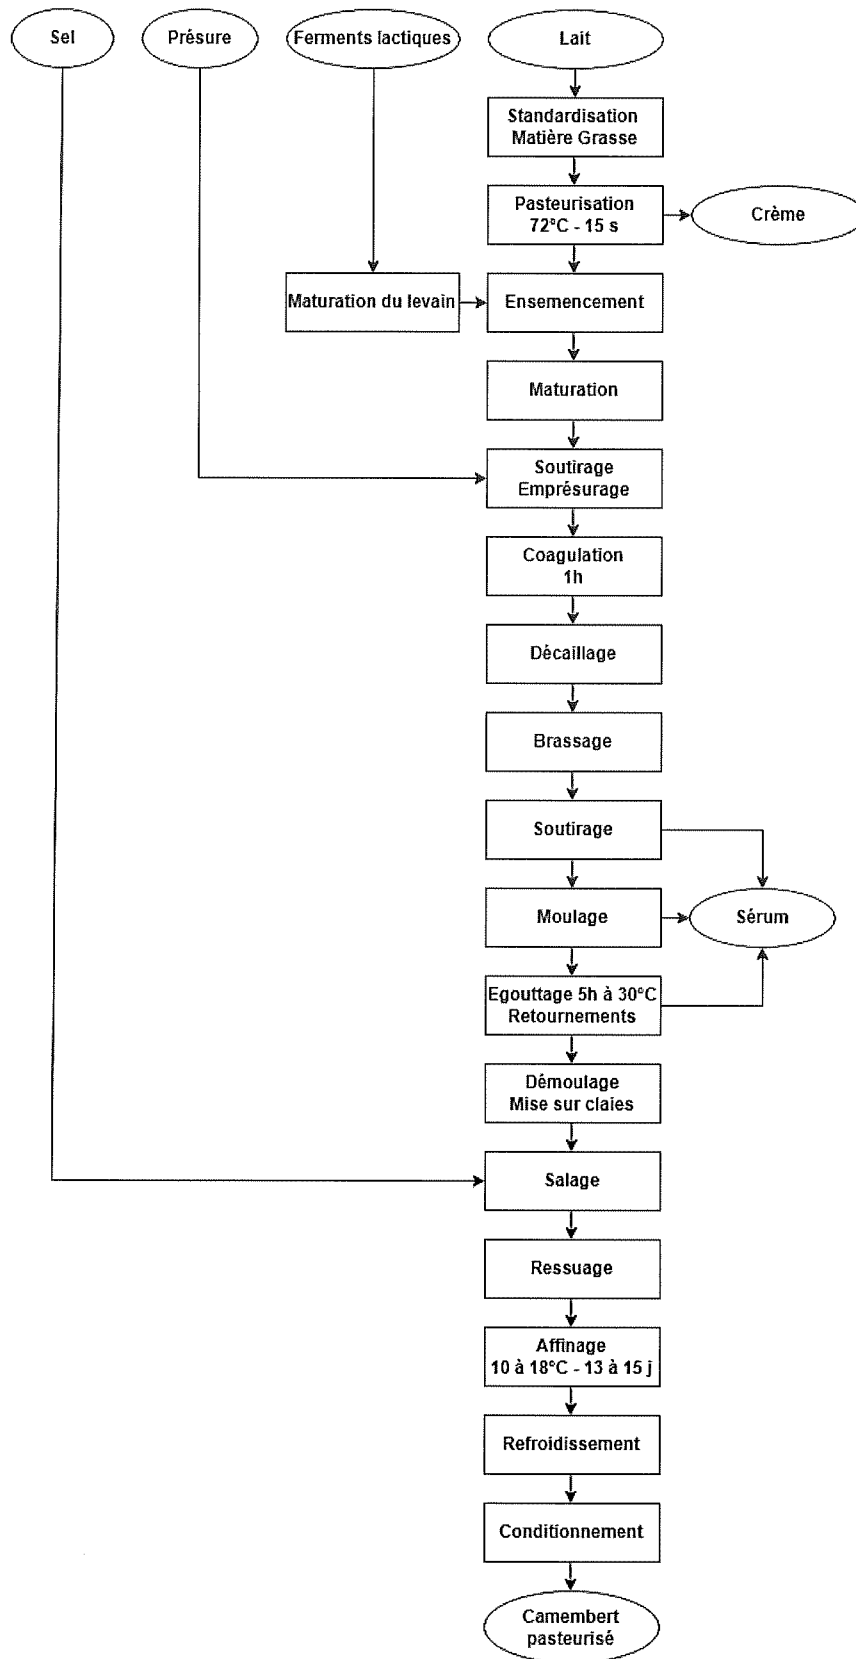 Sel
Présure
Ferments lactiques
Lait
Standardisation
Matière Grasse
Pasteurisation
72°C - 15 s
Crème
Maturation du levain
Ensemencement
Maturation
Soutirage
Emprésurage
Coagulation
1h
Décaillage
Brassage
Soutirage
Moulage
Sérum
Egouttage 5h à 30°C
Retournements
Démoulage
Mise sur claies
Salage
Ressuage
Affinage
10 à 18°C - 13 à 15 j
Refroidissement
Conditionnement
Camembert
pasteurisé